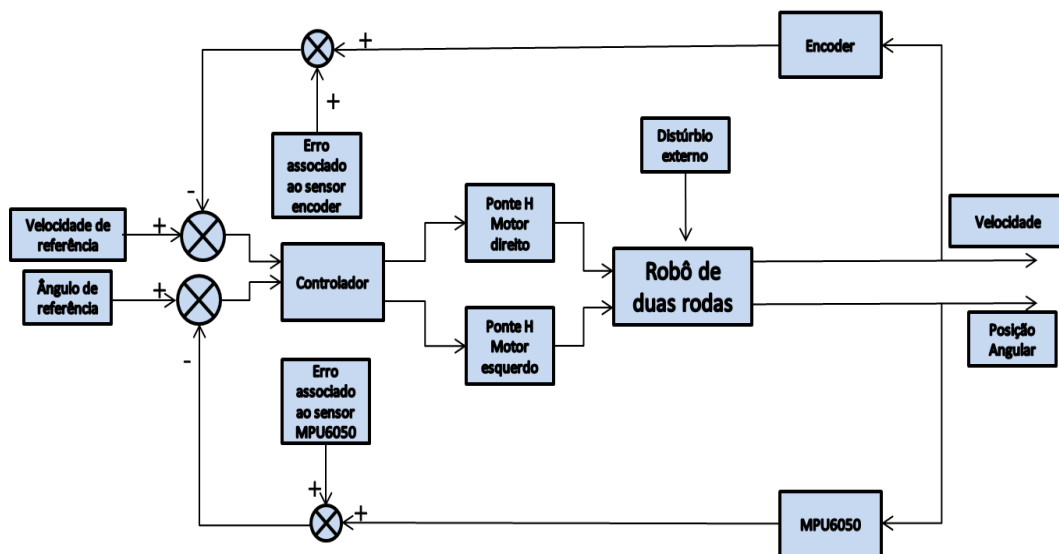 Encoder
+
+
Erro
associado
ao sensor
encoder
Distúrbio
externo
-
Velocidade de
referência
+
Ponte H
Motor
direito
Velocidade
Ângulo de
referência
+
Controlador
Robô de
duas rodas
Ponte H
Motor
esquerdo
Posição
Angular
-
Erro
associado
ao sensor
MPU6050
+
+
MPU6050